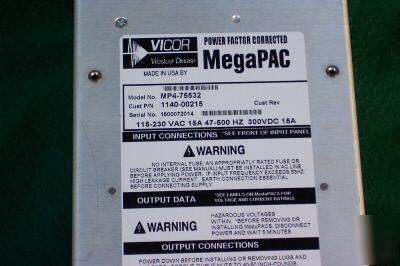 VICOR
Westcor Division
MADE IN USA BY
POWER FACTOR CORRECTED
MegaPAC
Model No. MP4-75532
Cust P/N 1140-00215 Cust Rev
Serial No. 1600072014
115-230 VAC 15A 47-500 HZ 300VDC 15A
INPUT CONNECTIONS *SEE FRONT OF INPUT PANEL
WARNING
NO INTERNAL FUSE: AN APPROPRIATLY RATED FUSE OR
CIRCUIT BREAKER (SEE MANUAL) MUST BE INSTALLED IN AC LINE
BEFORE APPLYING POWER. IF INPUT FREQUENCY EXCEEDS 63HZ:
HIGH LEAKAGE CURRENT. EARTH CONNECTION ESSENTIAL
BEFORE CONNECTING SUPPLY.
OUTPUT DATA *SEE LABELS ON ModuPACS FOR
VOLTAGE AND CURRENT RATINGS.
WARNING
HAZARDOUS VOLTAGES
WITHIN. *BEFORE REMOVING OR
INSTALLING ModuPACS, DISCONNECT
POWER AND WAIT 5 MINUTES.
OUTPUT CONNECTIONS
POWER DOWN BEFORE INSTALLING OR REMOVING LUGS AND